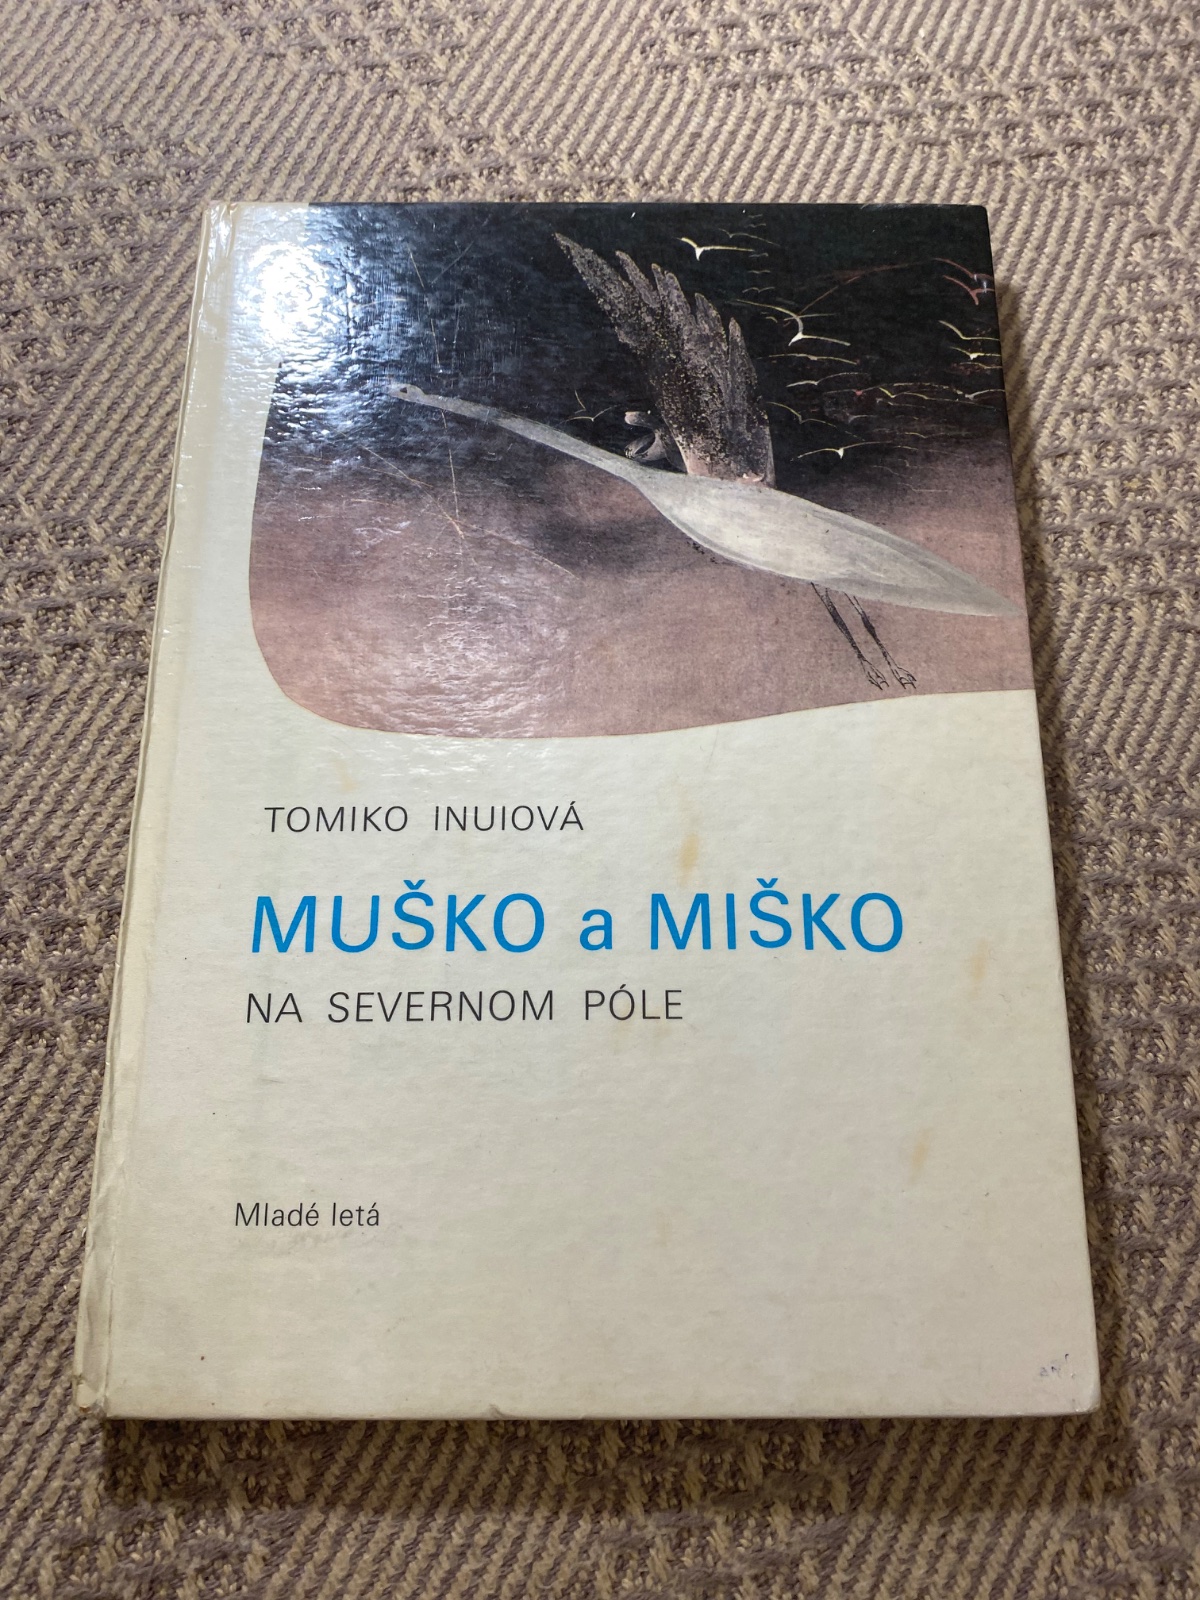 TOMIKO INUIOVÁ
MUŠKO a MIŠKO
NA SEVERNOM PÓLE
Mladé letá